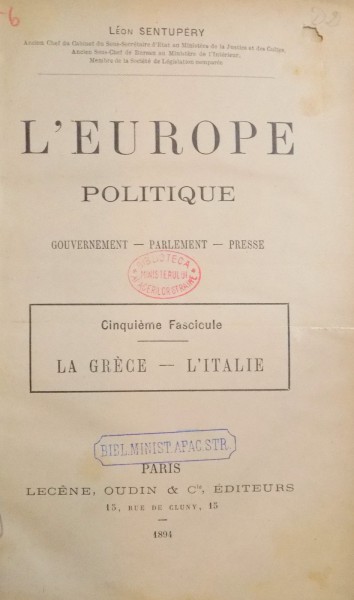 -6
LÉON SENTUPÉRY
Ancien Chef du Cabinet du Sous-Secrétaire d'État au Ministère de la Justice et des Cultes,
Ancien Sous-Chef de Bureau au Ministère de l'Intérieur,
Membre de la Société de Législation comparée
L'EUROPE
POLITIQUE
GOUVERNEMENT — PARLEMENT — PRESSE
BIBLIOTECA
MINISTERULUI
AFACERILOR STRAINE
Cinquième Fascicule
LA GRÈCE — L'ITALIE
BIBL.MINIST.AFAC.STR.
PARIS
LECÈNE, OUDIN & Cie, ÉDITEURS
15, RUE DE CLUNY, 15
1894